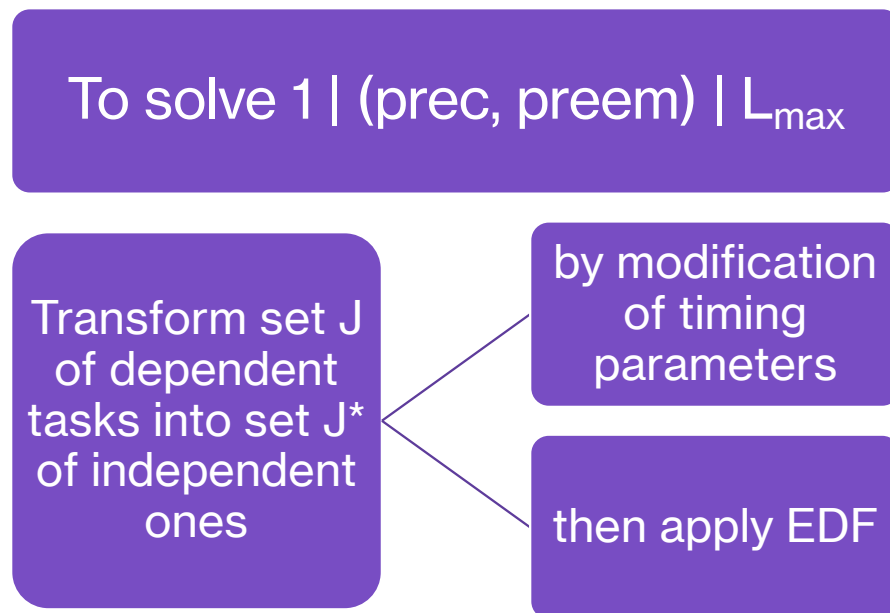 To solve 1 | (prec, preem) | Lmax
Transform set J
of dependent
tasks into set J*
of independent
ones
by modification
of timing
parameters
then apply EDF